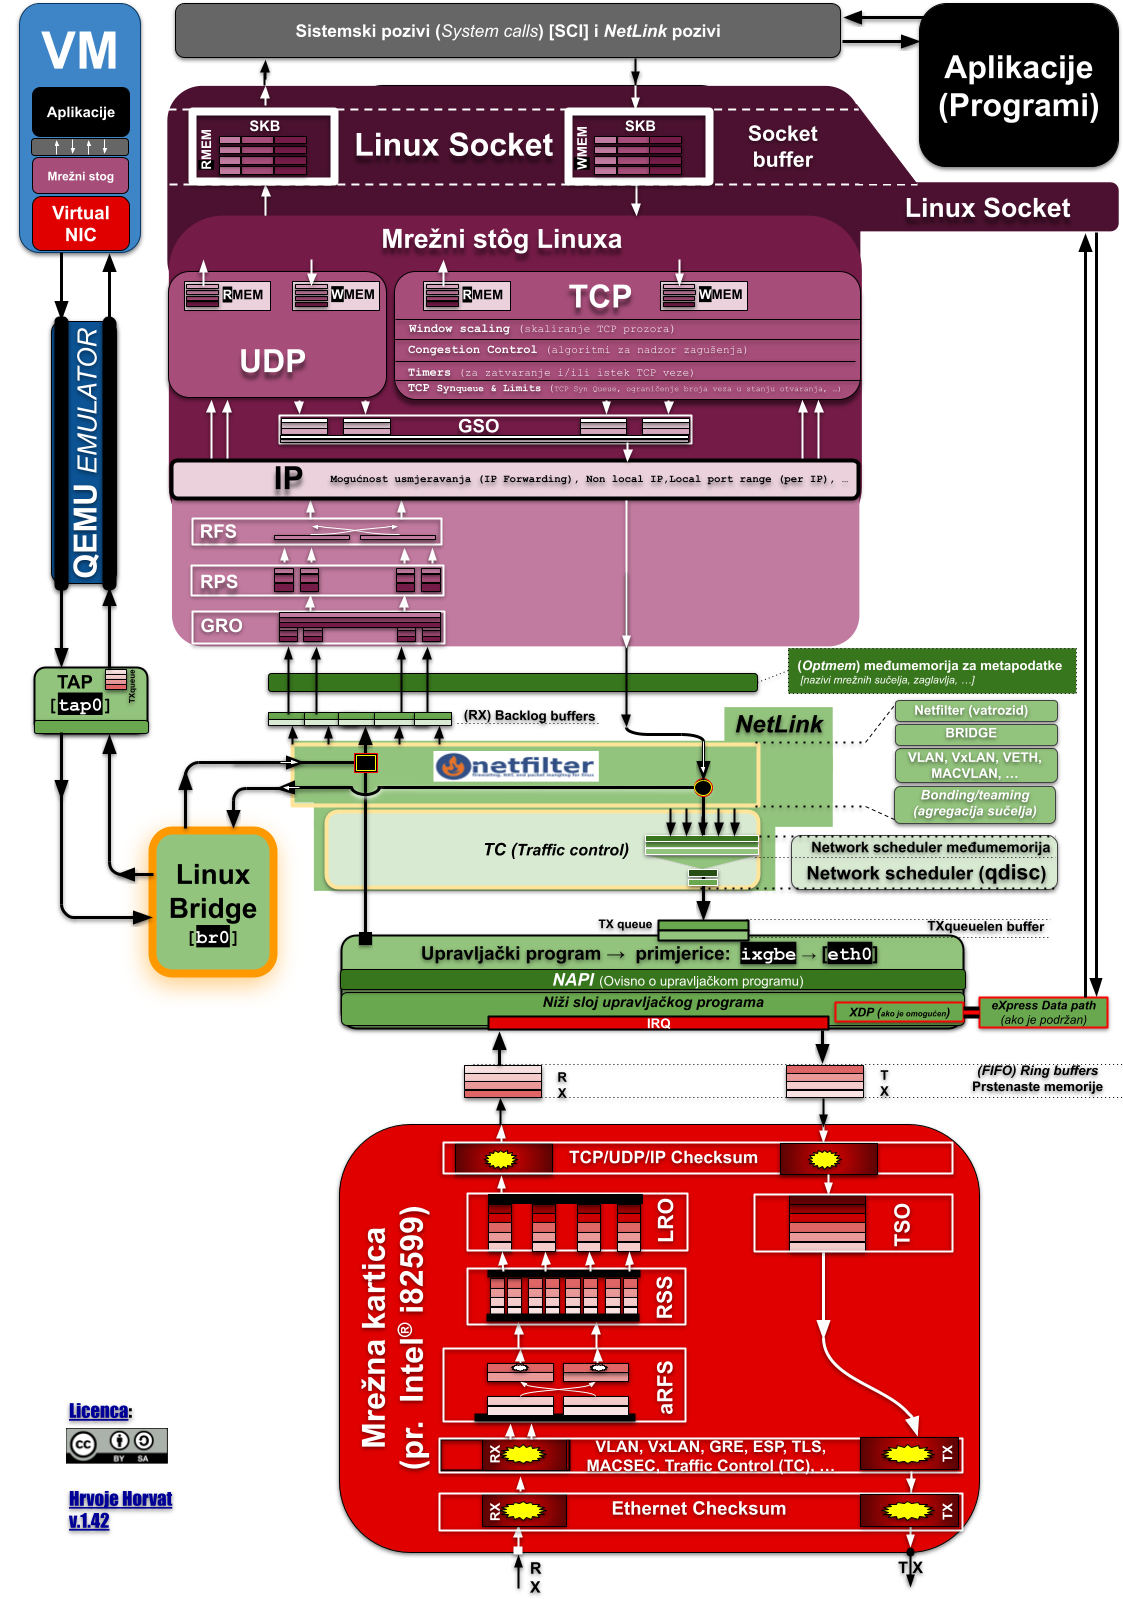 VM
Aplikacije
Mrežni stog
Virtual
NIC
Sistemski pozivi (System calls) [SCI] i NetLink pozivi
Aplikacije
(Programi)
SKB
RMEM
Linux Socket
SKB
WMEM
Socket
buffer
Linux Socket
Mrežni stôg Linuxa
RMEM
WMEM
UDP
RMEM
TCP
WMEM
Window scaling (skaliranje TCP prozora)
Congestion Control (algoritmi za nadzor zagušenja)
Timers (za zatvaranje i/ili istek TCP veze)
TCP Synqueue & Limits (TCP Syn Queue, ograničenje broja veza u stanju otvaranja, …)
GSO
IP Mogućnost usmjeravanja (IP Forwarding), Non local IP,Local port range (per IP), …
RFS
RPS
GRO
QEMU EMULATOR
TAP
[tap0]
TXqueue
(Optmem) međumemorija za metapodatke
[nazivi mrežnih sučelja, zaglavlja, …]
(RX) Backlog buffers
NetLink
netfilter
Netfilter (vatrozid)
BRIDGE
VLAN, VxLAN, VETH,
MACVLAN, …
Bonding/teaming
(agregacija sučelja)
TC (Traffic control)
Network scheduler međumemorija
Network scheduler (qdisc)
Linux
Bridge
[br0]
TX queue
TXqueuelen buffer
Upravljački program → primjerice: ixgbe → [eth0]
NAPI (Ovisno o upravljačkom programu)
Niži sloj upravljačkog programa
IRQ
XDP (ako je omogućen)
eXpress Data path
(ako je podržan)
R
X
T
X
(FIFO) Ring buffers
Prstenaste memorije
TCP/UDP/IP Checksum
LRO
TSO
RSS
aRFS
Mrežna kartica
(pr. Intel® i82599)
RX
VLAN, VxLAN, GRE, ESP, TLS,
MACSEC, Traffic Control (TC), …
TX
RX
Ethernet Checksum
TX
R
X
T X
Licenca:
cc
BY SA
Hrvoje Horvat
v.1.42